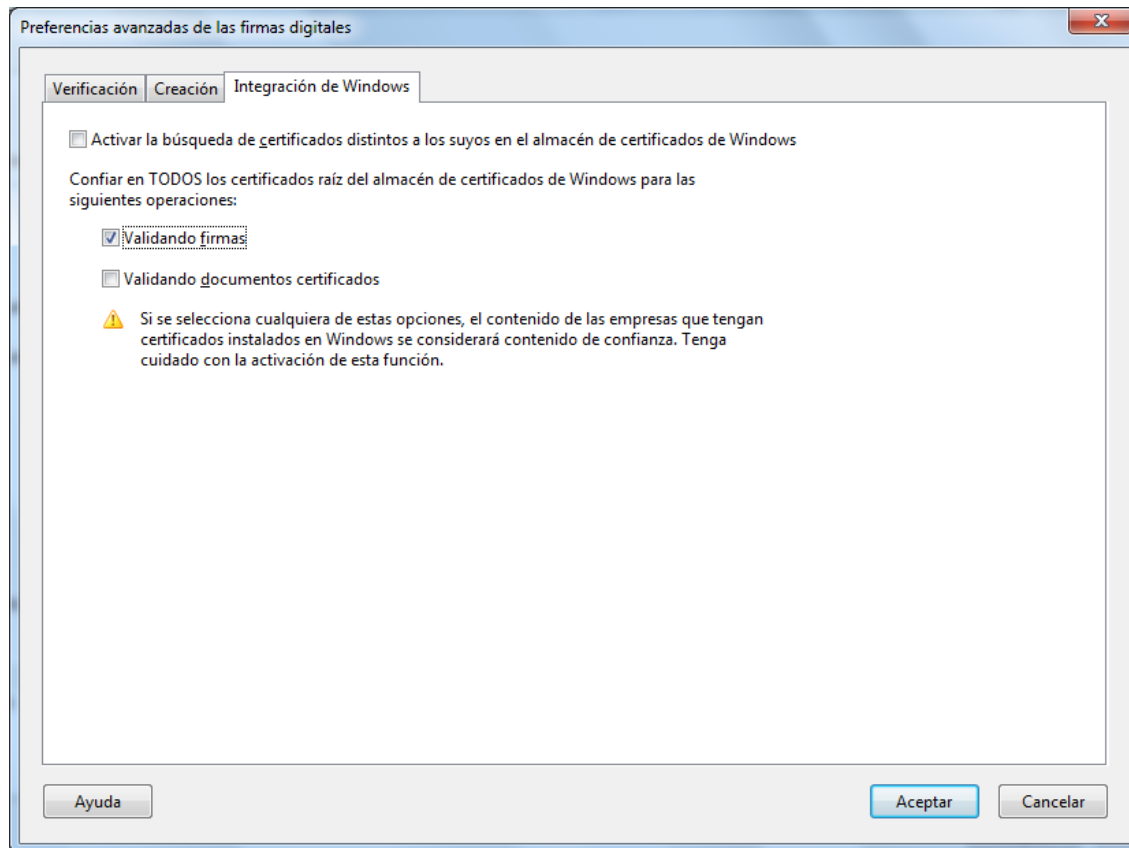 Preferencias avanzadas de las firmas digitales
Verificación Creación Integración de Windows
Activar la búsqueda de certificados distintos a los suyos en el almacén de certificados de Windows
Confiar en TODOS los certificados raíz del almacén de certificados de Windows para las
siguientes operaciones:
Validando firmas
Validando documentos certificados
Si se selecciona cualquiera de estas opciones, el contenido de las empresas que tengan
certificados instalados en Windows se considerará contenido de confianza. Tenga
cuidado con la activación de esta función.
Ayuda Aceptar Cancelar